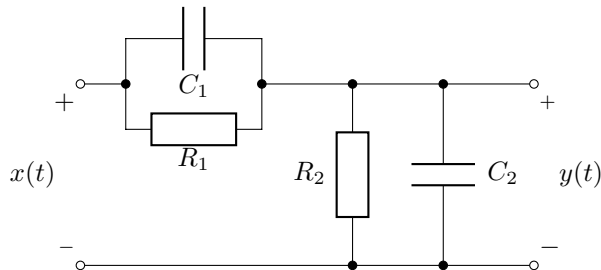 C₁
+ +
R₁
x(t) R₂ C₂ y(t)
− −